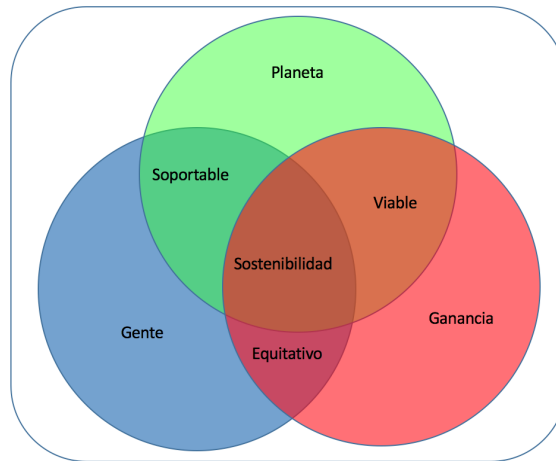 Planeta
Soportable
Viable
Sostenibilidad
Gente
Ganancia
Equitativo